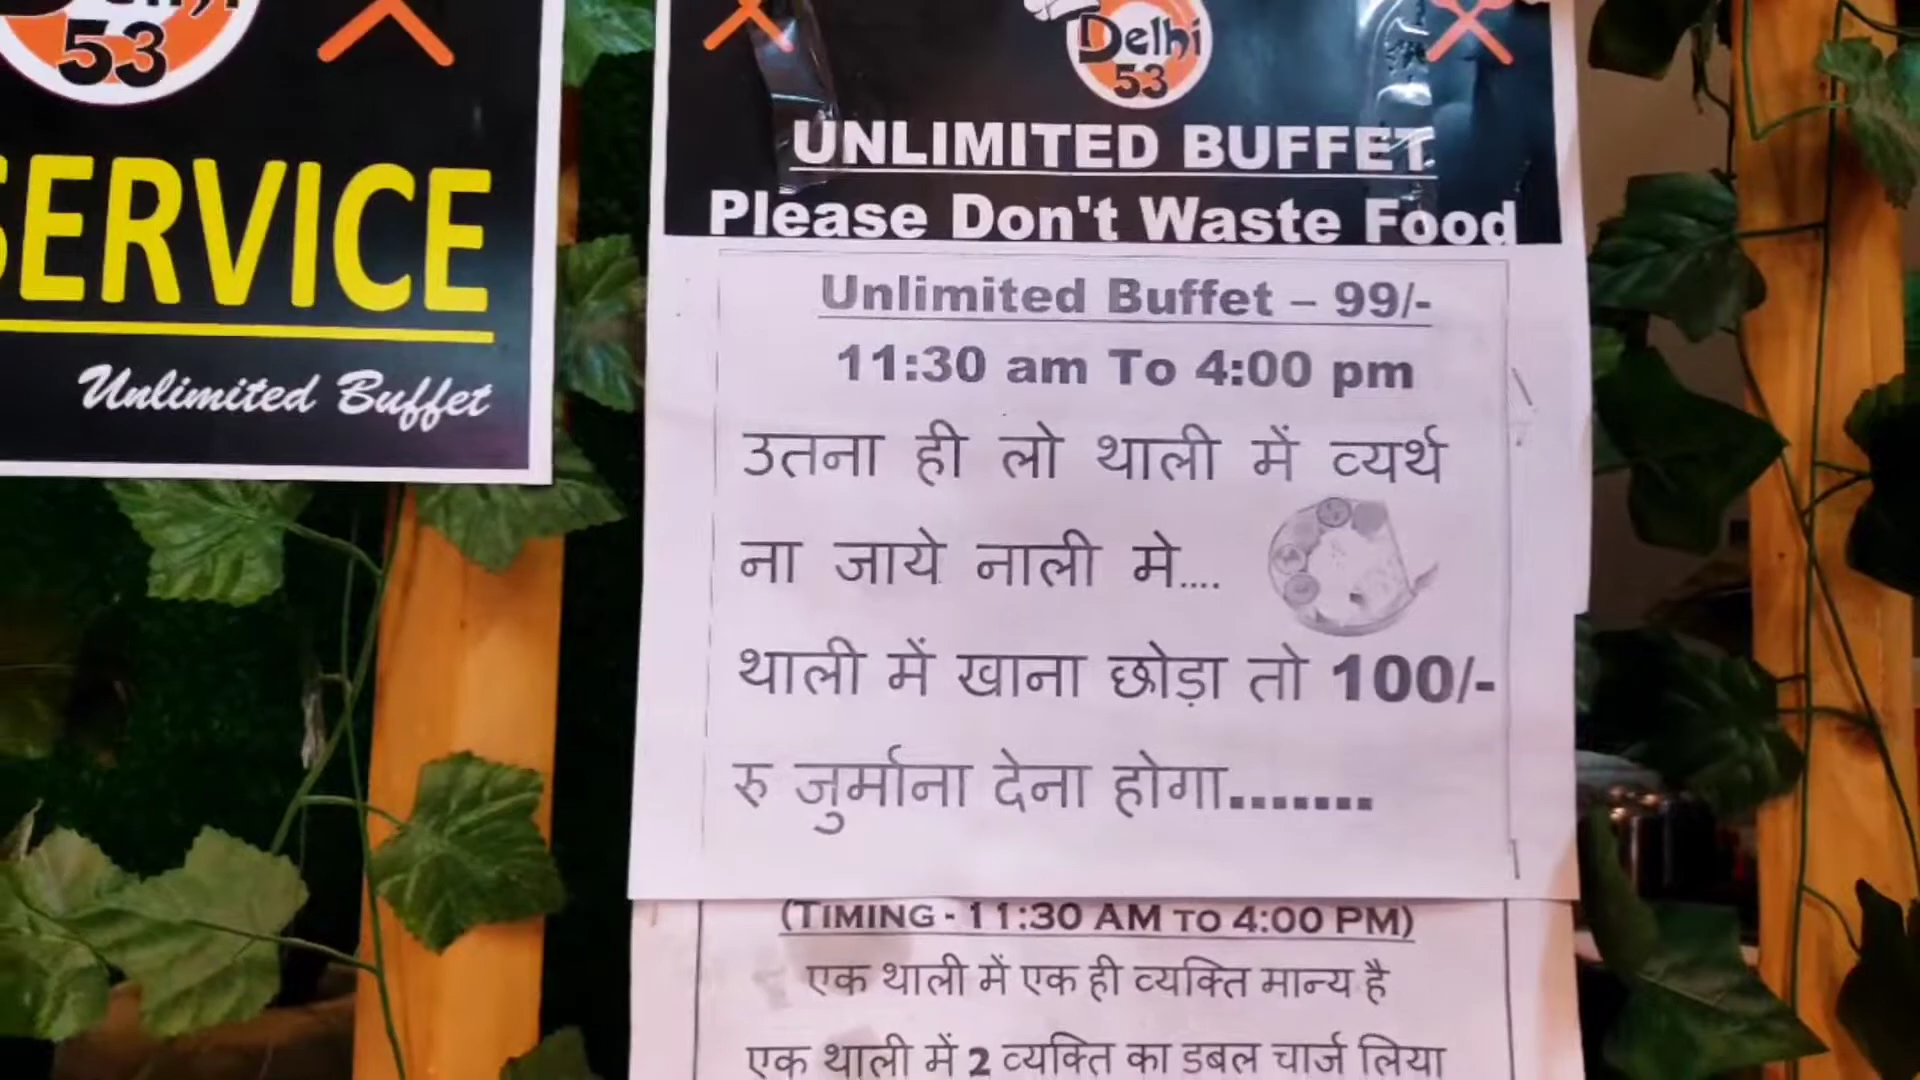 53
SERVICE
Unlimited Buffet
Delhi
53
UNLIMITED BUFFET
Please Don't Waste Food
Unlimited Buffet – 99/-
11:30 am To 4:00 pm
उतना ही लो थाली में व्यर्थ
ना जाये नाली मे....
थाली में खाना छोड़ा तो 100/-
रु जुर्माना देना होगा.......
(TIMING - 11:30 AM TO 4:00 PM)
एक थाली में एक ही व्यक्ति मान्य है
एक थाली में 2 व्यक्ति का डबल चार्ज लिया